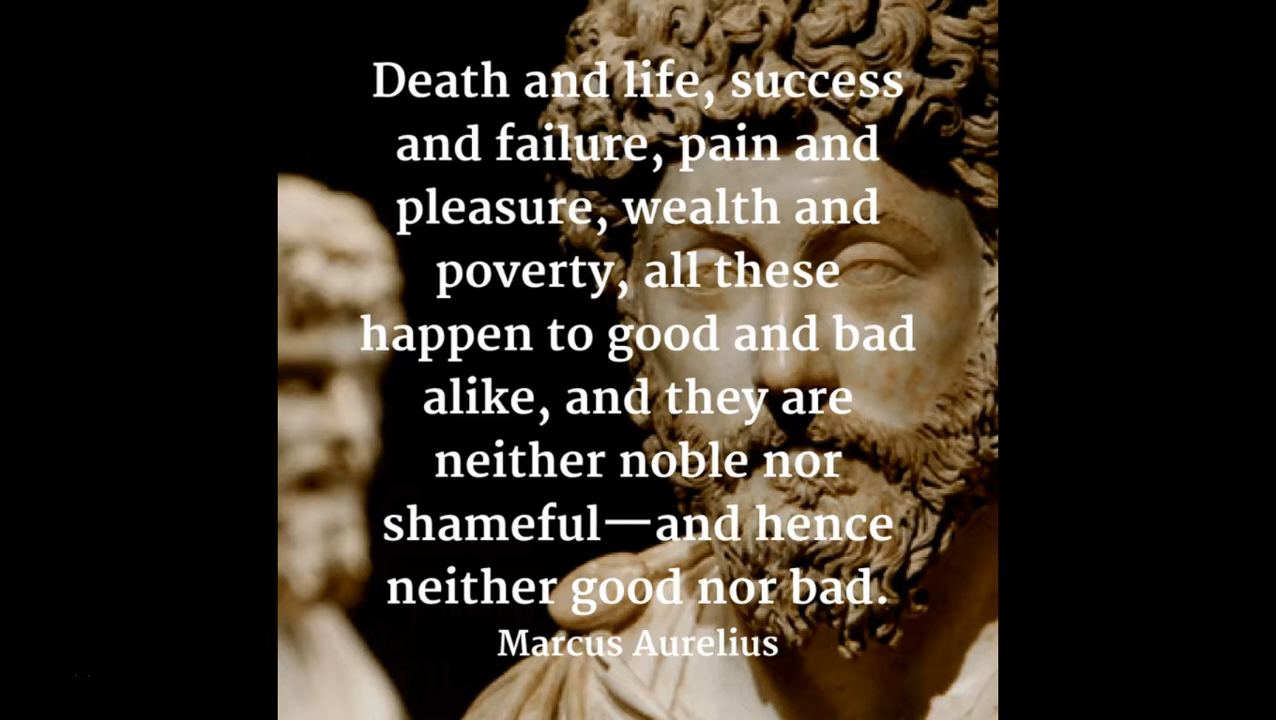 Death and life, success
and failure, pain and
pleasure, wealth and
poverty, all these
happen to good and bad
alike, and they are
neither noble nor
shameful—and hence
neither good nor bad.
Marcus Aurelius